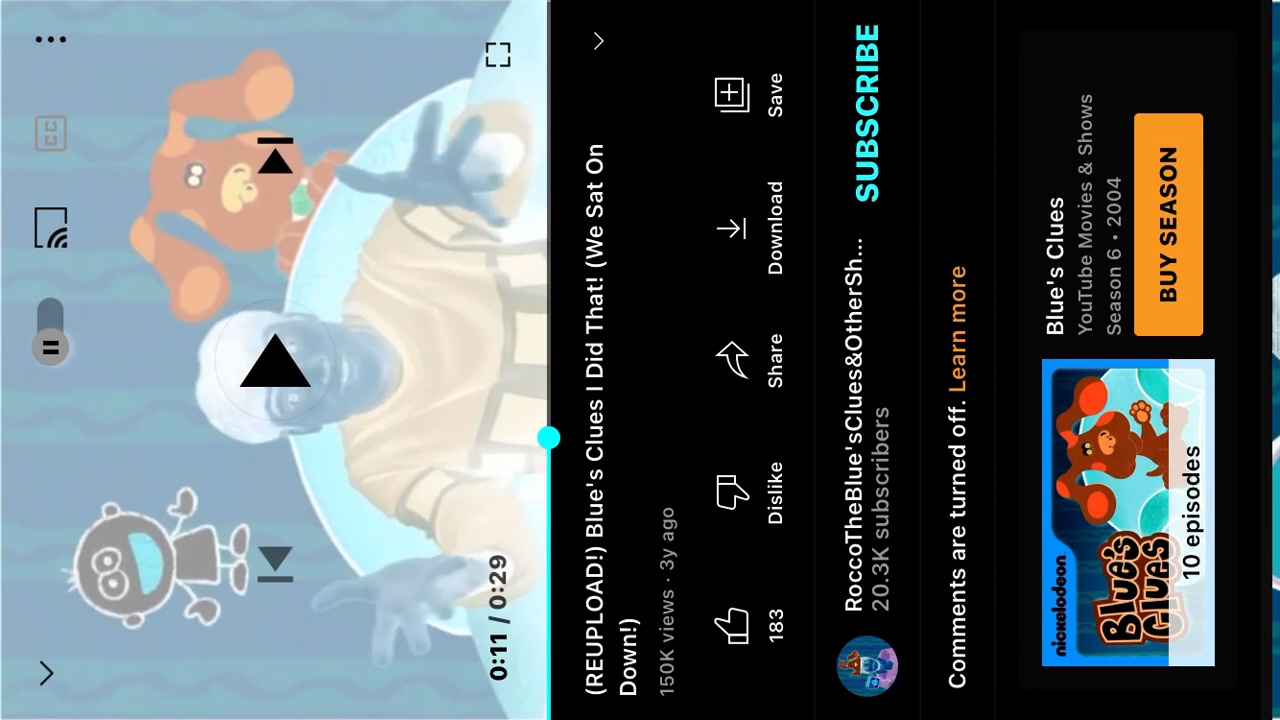 CC
0:11 / 0:29
(REUPLOAD!) Blue's Clues I Did That! (We Sat On
Down!)
150K views · 3y ago
183
Dislike
Share
Download
Save
RoccoTheBlue'sClues&OtherSh...
20.3K subscribers
SUBSCRIBE
Comments are turned off. Learn more
nickelodeon
Blue's
Clues
10 episodes
Blue's Clues
YouTube Movies & Shows
Season 6 • 2004
BUY SEASON